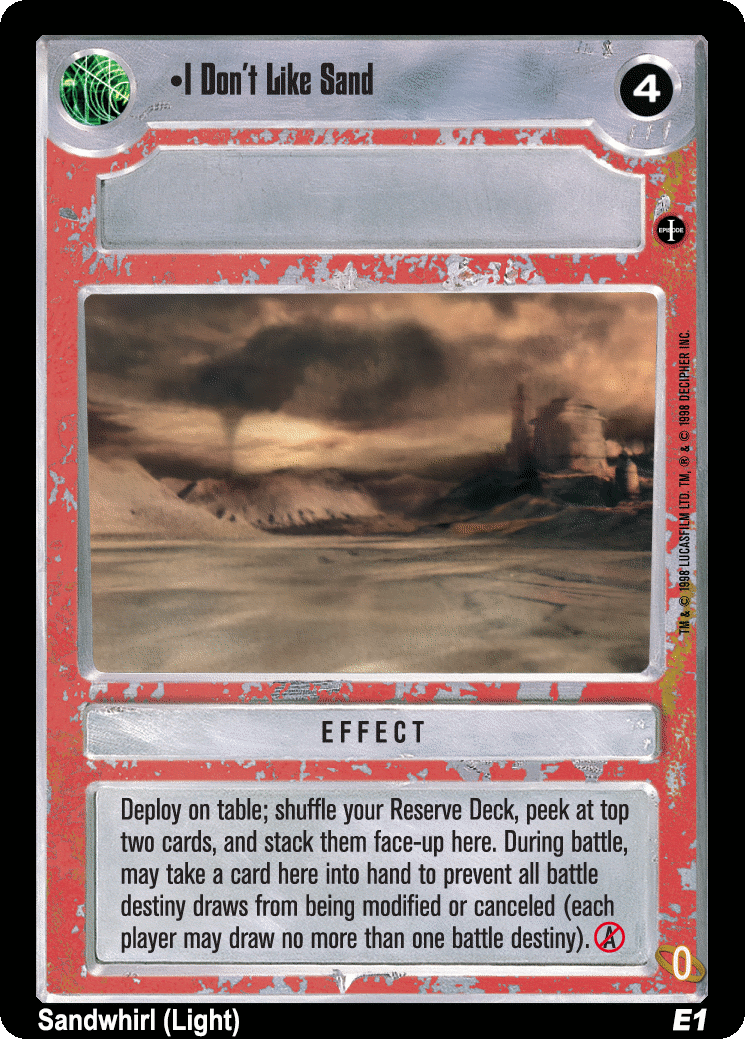 •I Don't Like Sand
4
EPISODE
I
TM & © 1998 LUCASFILM LTD. TM, ® & © 1998 DECIPHER INC.
EFFECT
Deploy on table; shuffle your Reserve Deck, peek at top
two cards, and stack them face-up here. During battle,
may take a card here into hand to prevent all battle
destiny draws from being modified or canceled (each
player may draw no more than one battle destiny). A
0
Sandwhirl (Light)
E1